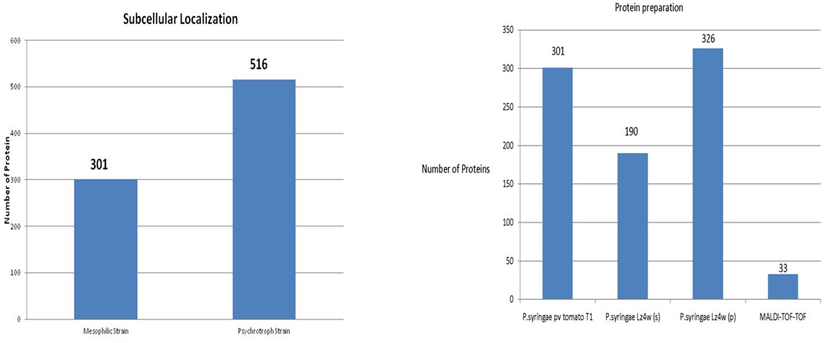 Subcellular Localization
Number of Protein
600
500
400
300
200
100
0
301
516
Mesophilic Strain
Psychrotroph Strain
Protein preparation
Number of Proteins
350
300
250
200
150
100
50
0
301
190
326
33
P.syringae pv tomato T1
P.syringae Lz4w (s)
P.syringae Lz4w (p)
MALDI-TOF-TOF